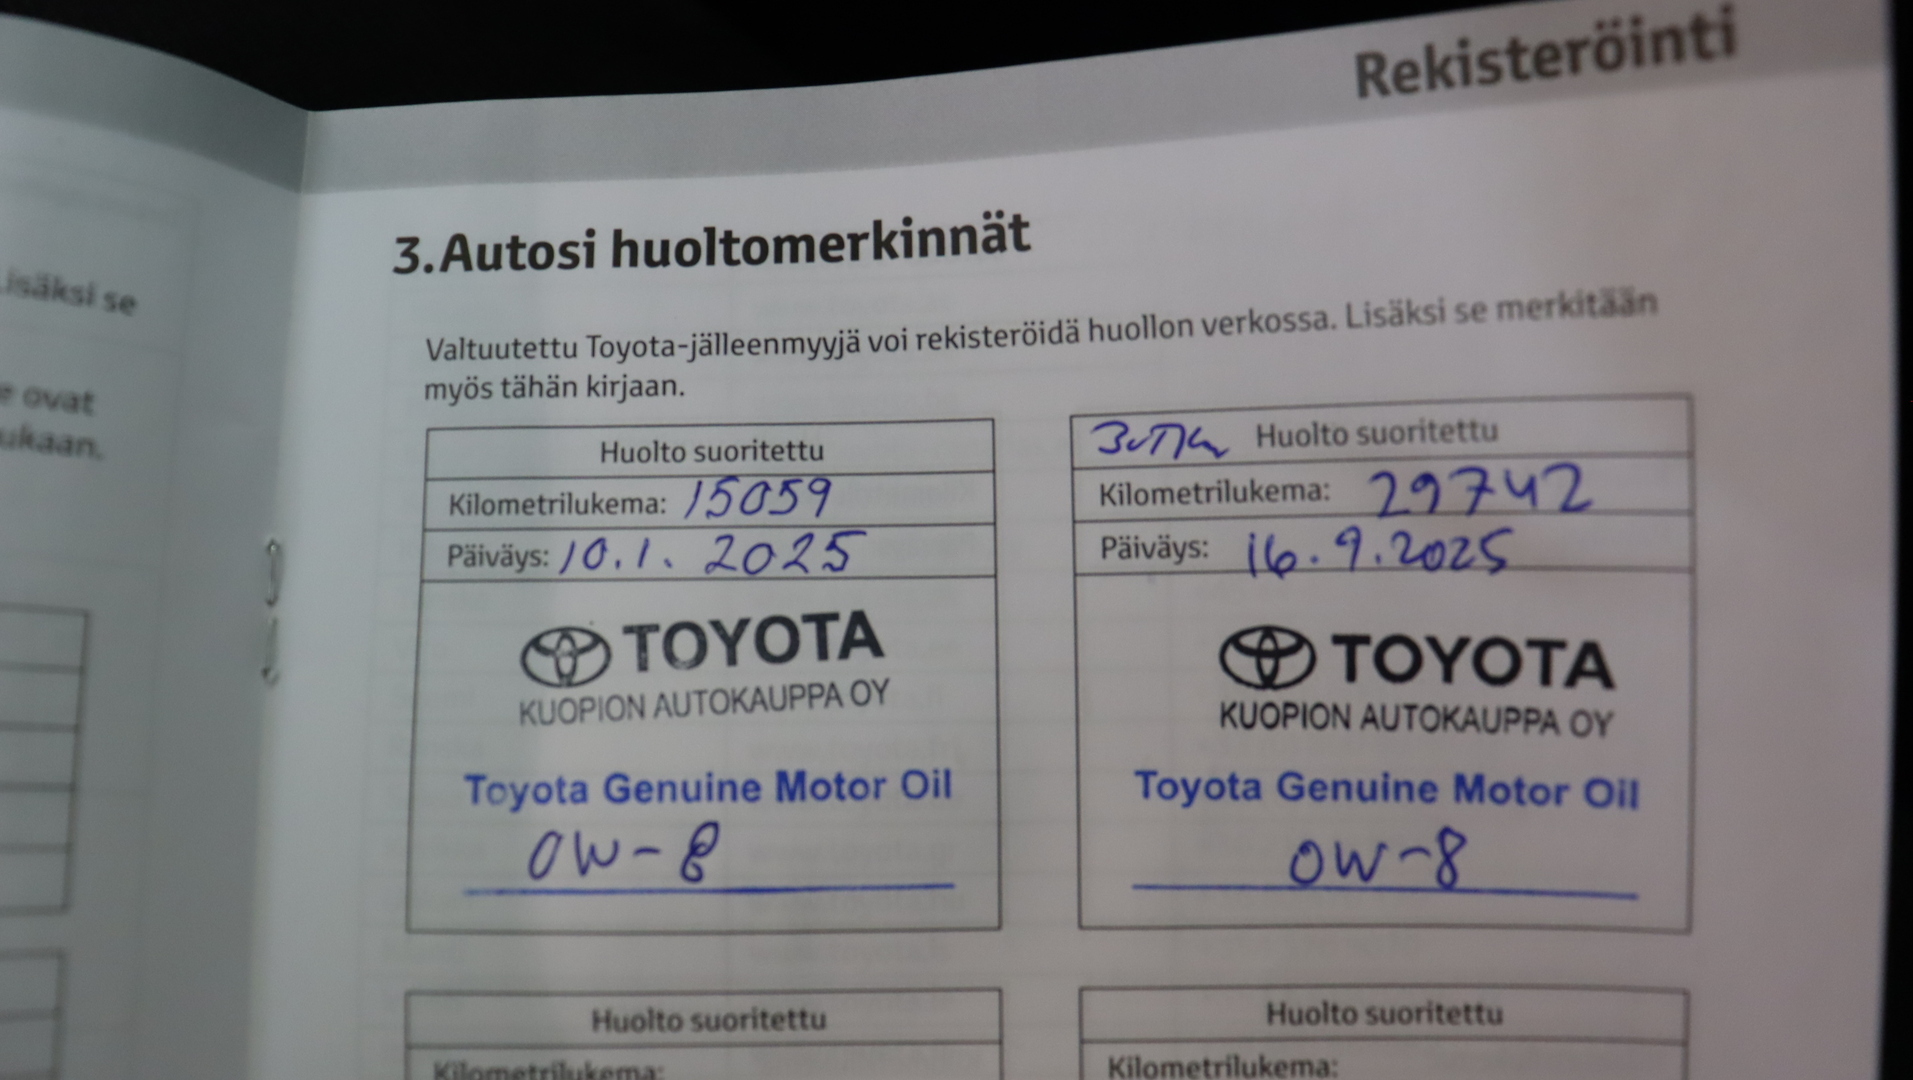 Rekisteröinti
3. Autosi huoltomerkinnät
Valtuutettu Toyota-jälleenmyyjä voi rekisteröidä huollon verkossa. Lisäksi se merkitään
myös tähän kirjaan.
Huolto suoritettu
Kilometrilukema: 15059
Päiväys: 10.1.2025
TOYOTA
KUOPION AUTOKAUPPA OY
Toyota Genuine Motor Oil
0W-8
Huolto suoritettu
Kilometrilukema: 29742
Päiväys: 16.9.2025
TOYOTA
KUOPION AUTOKAUPPA OY
Toyota Genuine Motor Oil
0W-8
Huolto suoritettu
Kilometrilukema:
Huolto suoritettu
Kilometrilukema:
Lisäksi se
ovat